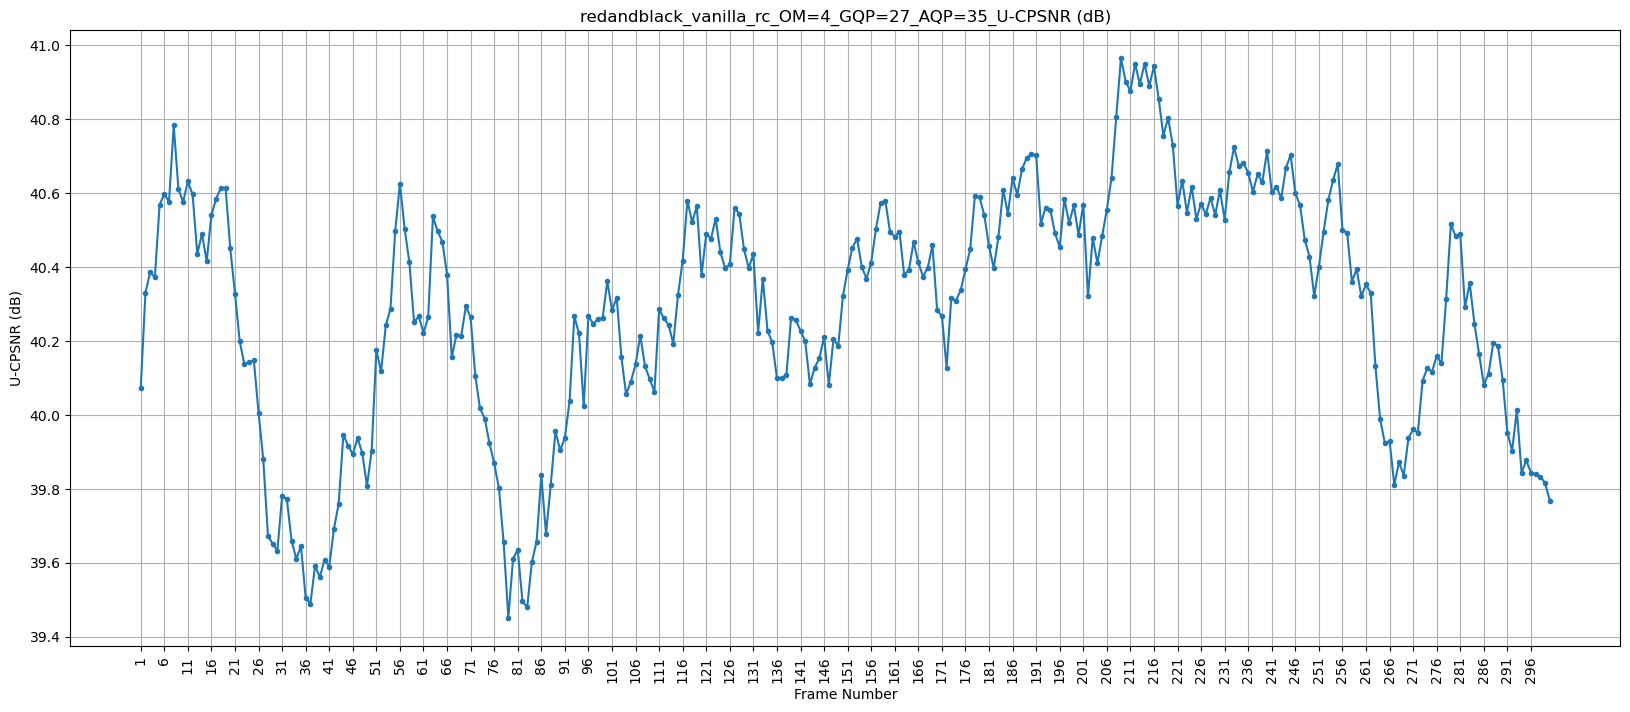 redandblack_vanilla_rc_OM=4_GQP=27_AQP=35_U-CPSNR (dB)
41.0
40.8
40.6
40.4
40.2
40.0
39.8
39.6
39.4
U-CPSNR (dB)
1 6 11 16 21 26 31 36 41 46 51 56 61 66 71 76 81 86 91 96 101 106 111 116 121 126 131 136 141 146 151 156 161 166 171 176 181 186 191 196 201 206 211 216 221 226 231 236 241 246 251 256 261 266 271 276 281 286 291 296
Frame Number